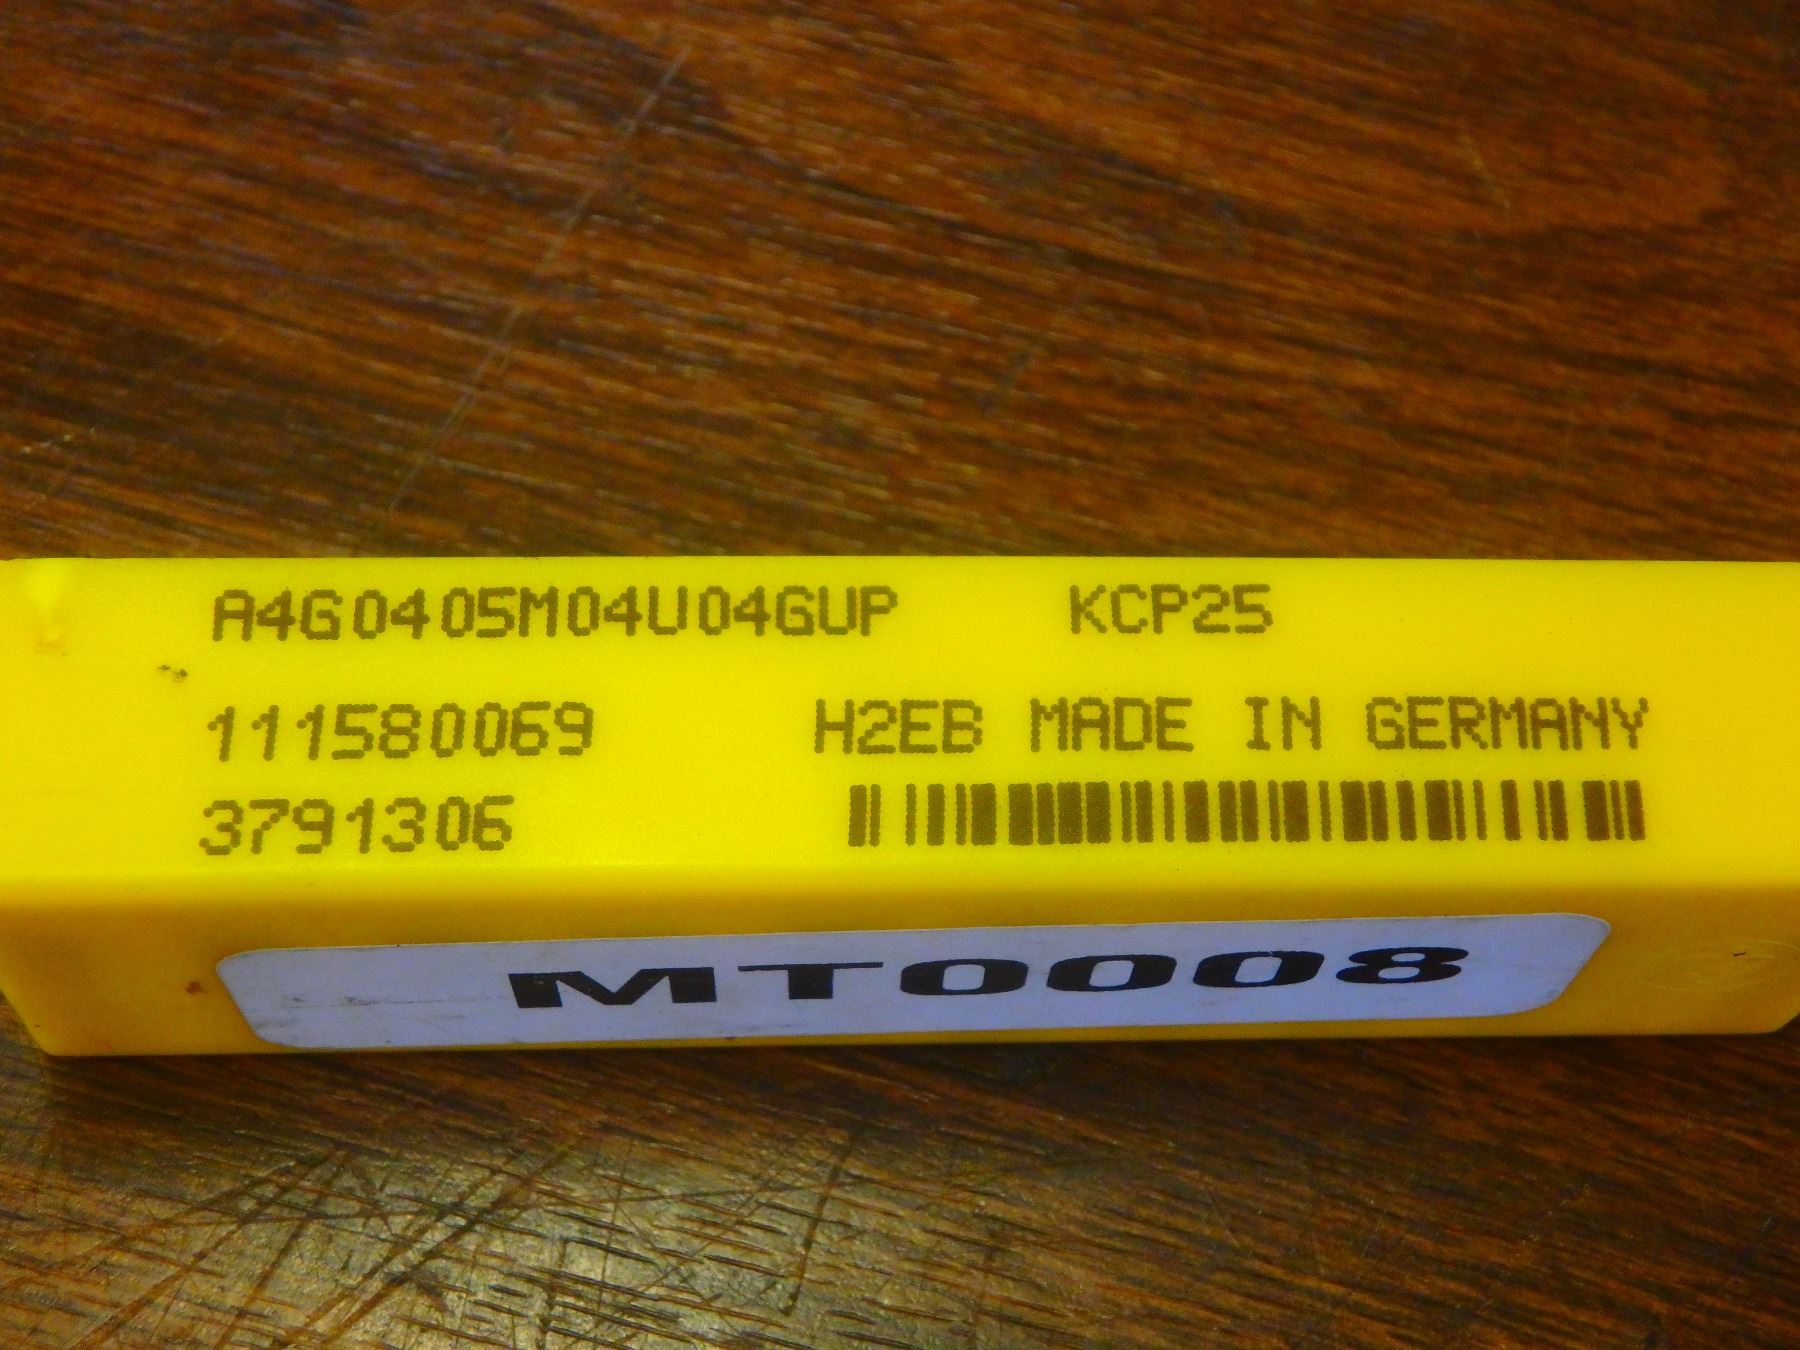 A4G0405M04U04GUP KCP25
111580069 H2EB MADE IN GERMANY
3791306
MT0008